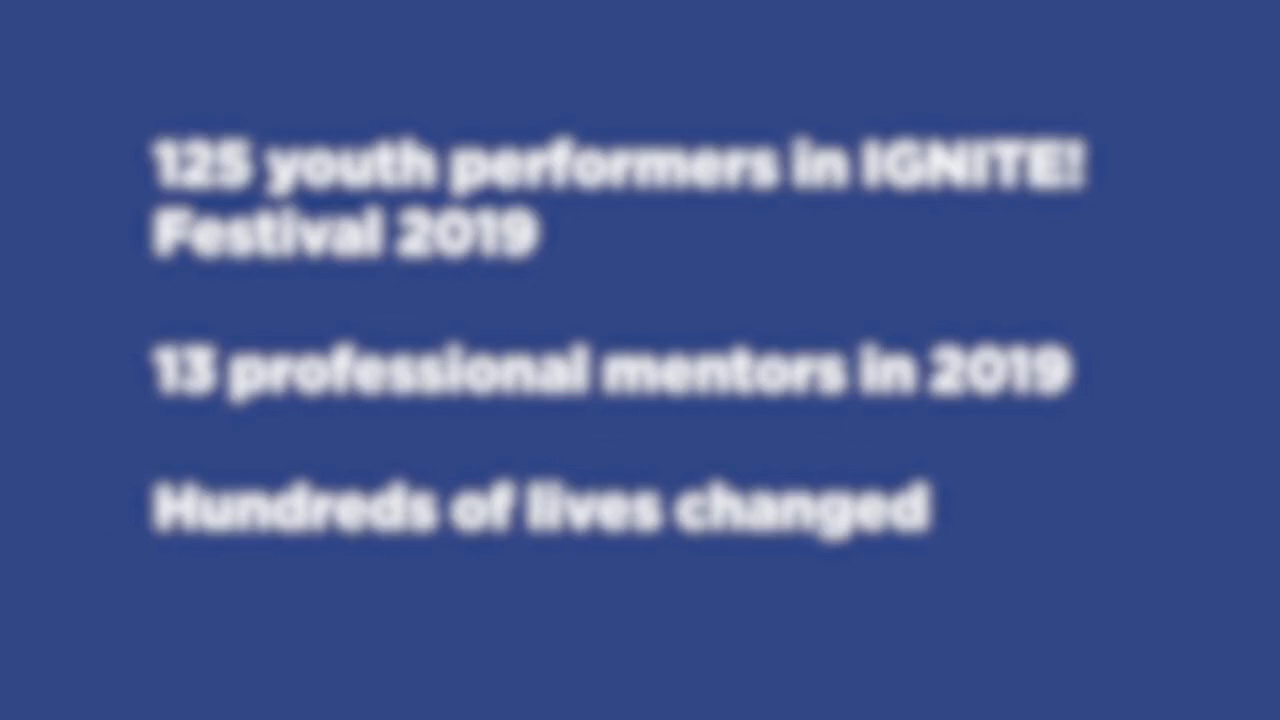 125 youth performers in IGNITE!
Festival 2019
13 professional mentors in 2019
Hundreds of lives changed